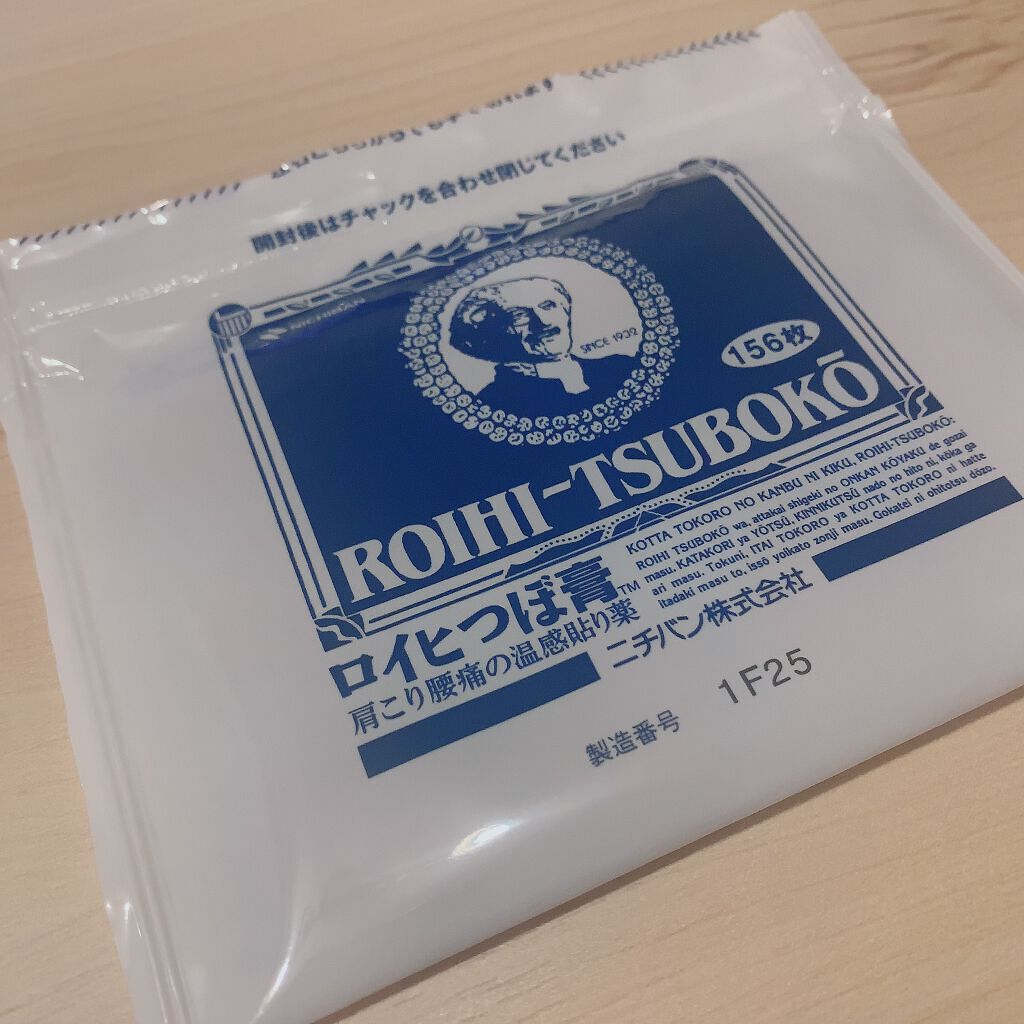 開封後はチャックを合わせ閉じてください
NICHIBAN
SINCE 1932
156枚
ROIHI-TSUBOKŌ
KOTTA TOKORO NO KANBU NI KIKU, ROIHI-TSUBOKŌ.
ROIHI TSUBOKŌ wa, attakai shigeki no ONKAN KŌYAKU de gozai
masu. KATAKORI ya YŌTSŪ, KINNIKUTSŪ nado no hito ni, kōka ga
ari masu. Tokuni, ITAI TOKORO ya KOTTA TOKORO ni hatte
itadaki masu to, issō yoikato zonji masu. Gokatei ni ohitotsu dōzo.
ロイヒつぼ膏™
肩こり腰痛の温感貼り薬
ニチバン株式会社
製造番号 1F25